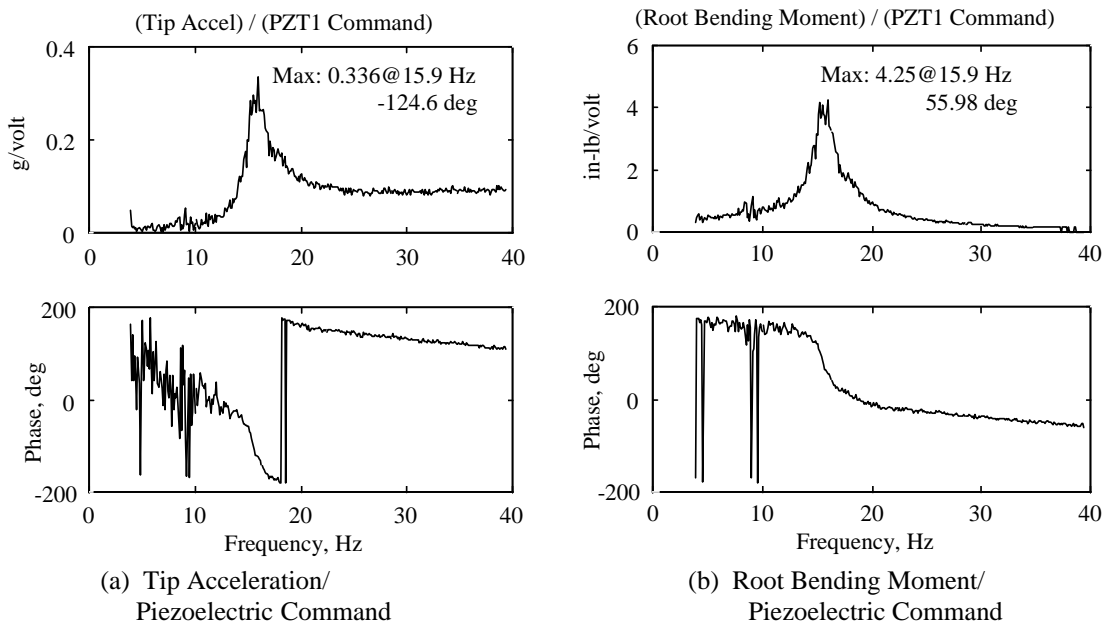 (Tip Accel) / (PZT1 Command)
0.4
0.2
0
g/volt
Max: 0.336@15.9 Hz
-124.6 deg
0 10 20 30 40
200
0
-200
Phase, deg
0 10 20 30 40
Frequency, Hz
(a) Tip Acceleration/
Piezoelectric Command
(Root Bending Moment) / (PZT1 Command)
6
4
2
0
in-lb/volt
Max: 4.25@15.9 Hz
55.98 deg
0 10 20 30 40
200
0
-200
Phase, deg
0 10 20 30 40
Frequency, Hz
(b) Root Bending Moment/
Piezoelectric Command